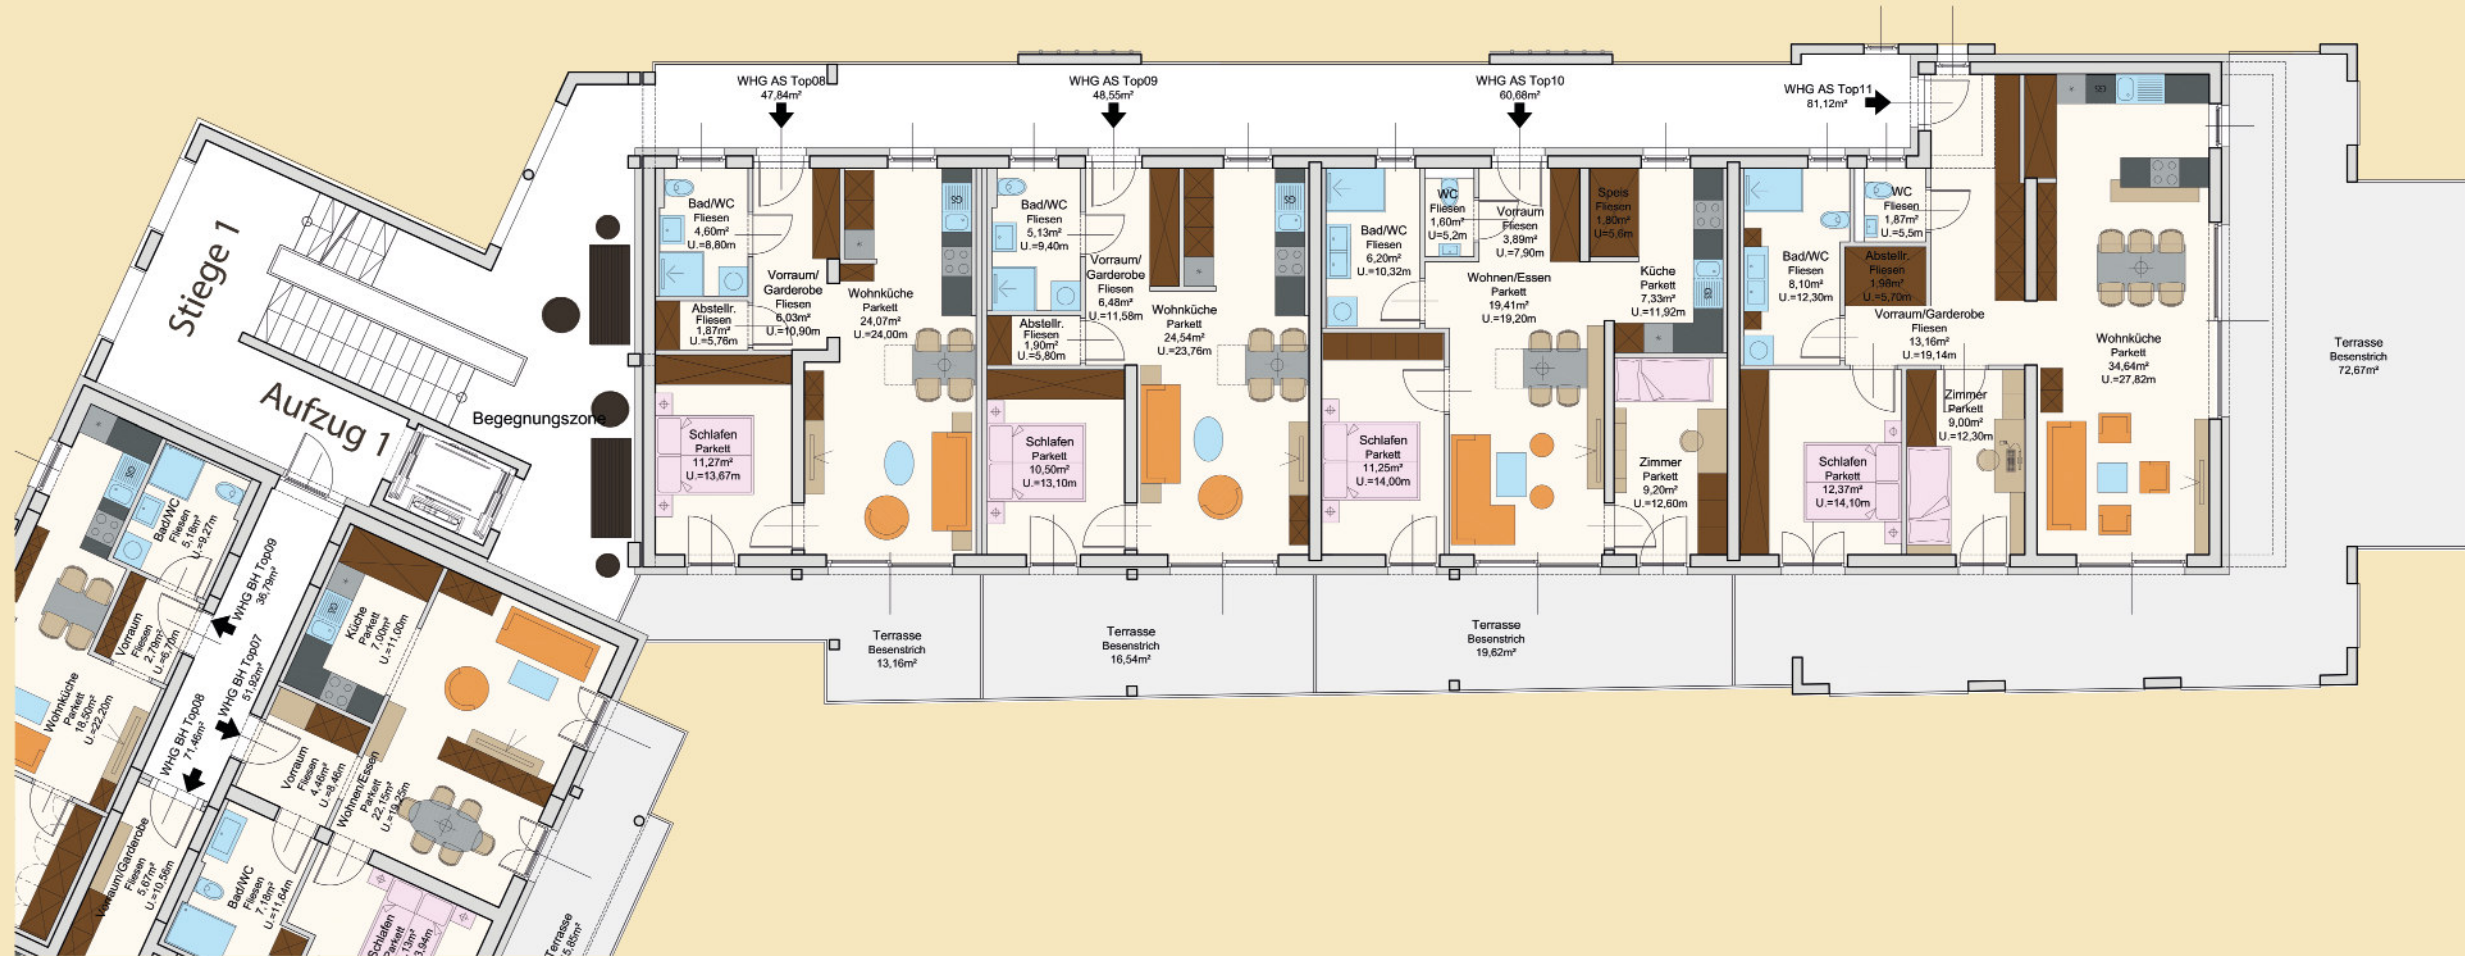 WHG AS Top08
47,84m²
WHG AS Top09
48,55m²
WHG AS Top10
60,68m²
WHG AS Top11
81,12m²
Stiege 1
Aufzug 1
Begegnungszone
Bad/WC
Fliesen
4,60m²
U.=8,80m
Vorraum/
Garderobe
Fliesen
6,03m²
U.=10,90m
Abstellr.
Fliesen
1,87m²
U.=5,76m
Wohnküche
Parkett
24,07m²
U.=24,00m
GS
Schlafen
Parkett
11,27m²
U.=13,67m
Terrasse
Besenstrich
13,16m²
Bad/WC
Fliesen
5,13m²
U.=9,40m
Vorraum/
Garderobe
Fliesen
6,48m²
U.=11,58m
Abstellr.
Fliesen
1,90m²
U.=5,80m
Wohnküche
Parkett
24,54m²
U.=23,76m
GS
Schlafen
Parkett
10,50m²
U.=13,10m
Terrasse
Besenstrich
16,54m²
Bad/WC
Fliesen
6,20m²
U.=10,32m
WC
Fliesen
1,60m²
U.=5,2m
Vorraum
Fliesen
3,89m²
U.=7,90m
Speis
Fliesen
1,80m²
U.=5,6m
Wohnen/Essen
Parkett
19,41m²
U.=19,20m
Küche
Parkett
7,33m²
U.=11,92m
GS
Schlafen
Parkett
11,25m²
U.=14,00m
Zimmer
Parkett
9,20m²
U.=12,60m
Terrasse
Besenstrich
19,62m²
Bad/WC
Fliesen
8,10m²
U.=12,30m
WC
Fliesen
1,87m²
U.=5,5m
Abstellr.
Fliesen
1,98m²
U.=5,70m
Vorraum/Garderobe
Fliesen
13,16m²
U.=19,14m
GS
Wohnküche
Parkett
34,64m²
U.=27,82m
Schlafen
Parkett
12,37m²
U.=14,10m
Zimmer
Parkett
9,00m²
U.=12,30m
Terrasse
Besenstrich
72,67m²
GS
Bad/WC
Fliesen
5,18m²
U.=9,27m
WHG BH Top09
36,79m²
WHG BH Top07
51,92m²
WHG BH Top08
71,46m²
Vorraum
Fliesen
2,79m²
U.=6,70m
Wohnküche
Parkett
18,50m²
U.=22,20m
GS
Küche
Parkett
7,00m²
U.=11,00m
Vorraum
Fliesen
4,46m²
U.=8,46m
Wohnen/Essen
Parkett
22,15m²
U.=19,25m
Vorraum/Garderobe
Fliesen
5,67m²
U.=10,56m
Bad/WC
Fliesen
7,18m²
U.=11,64m
Schlafen
Parkett
Terrasse